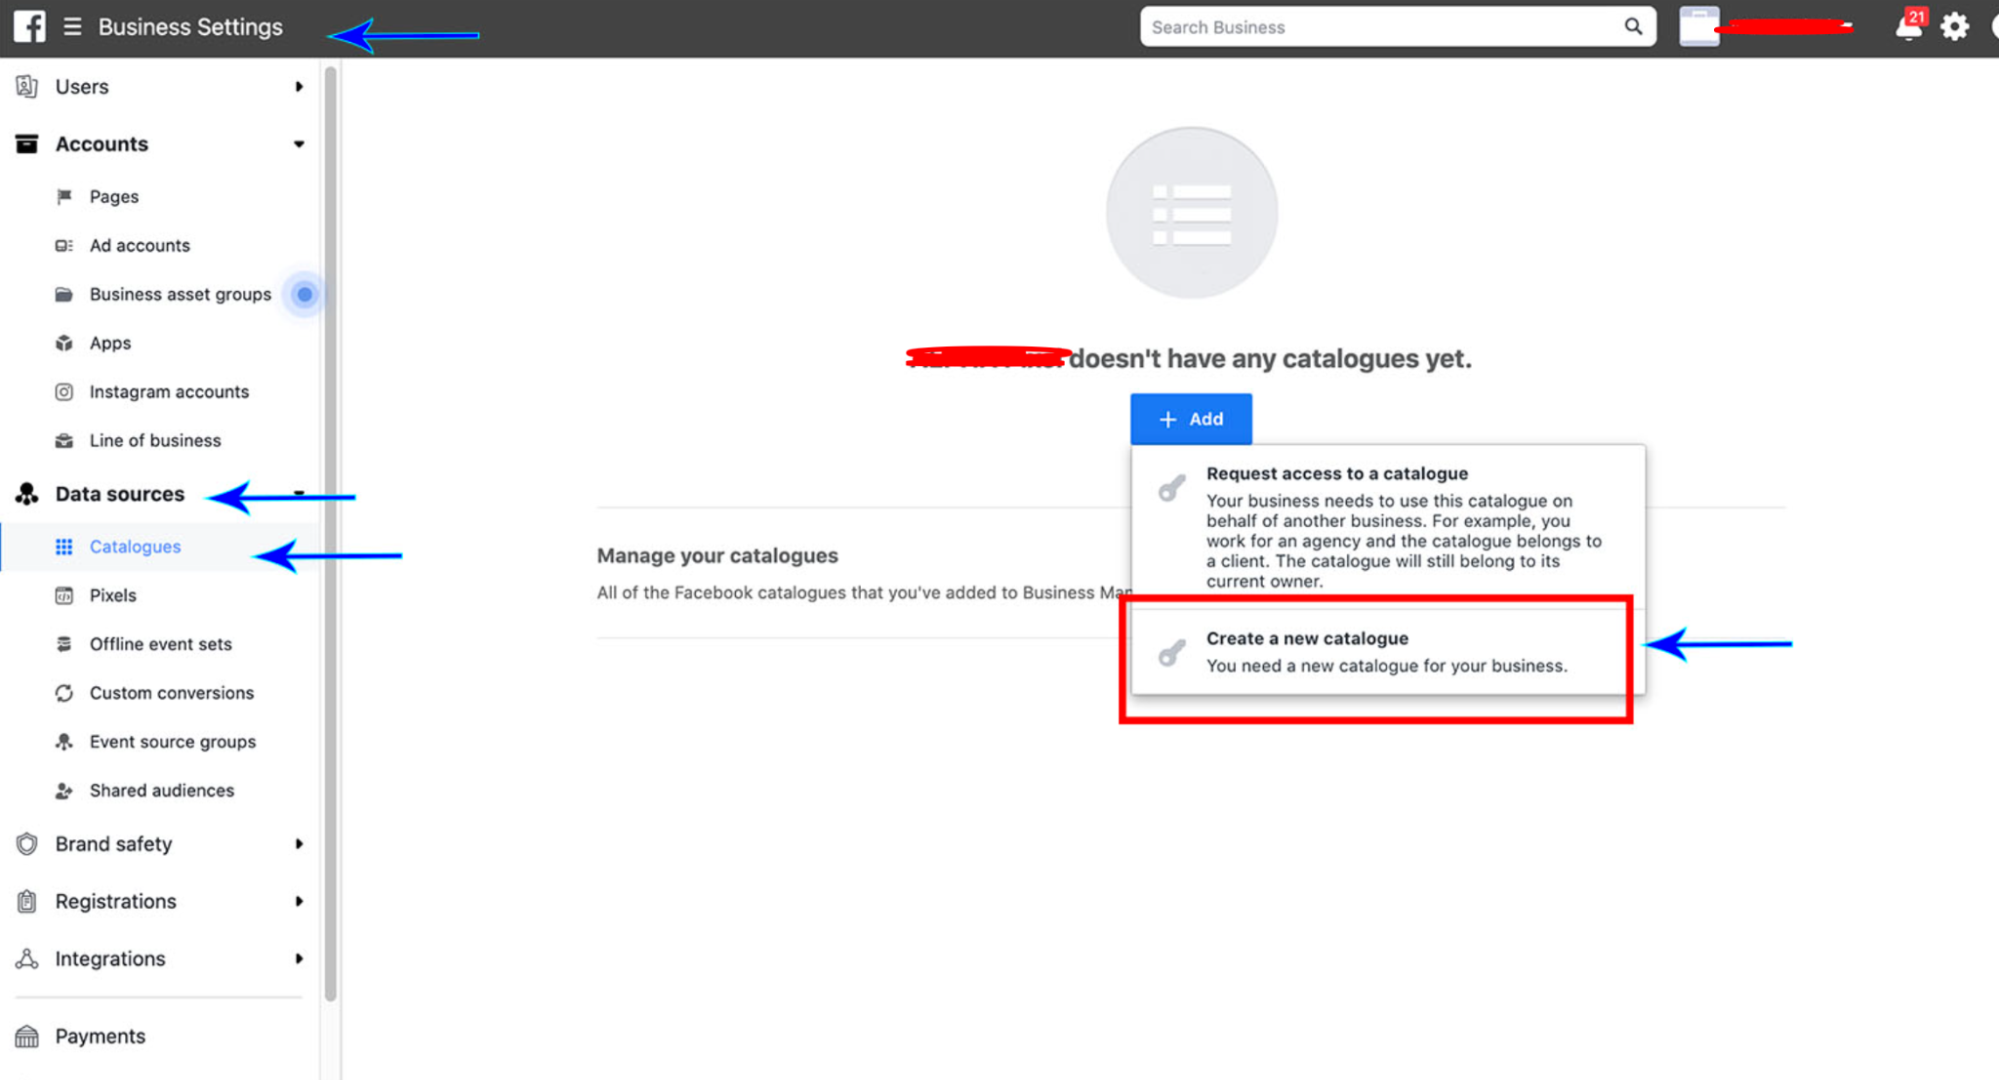 Business Settings
Search Business
21
Users
Accounts
Pages
Ad accounts
Business asset groups
Apps
Instagram accounts
Line of business
Data sources
Catalogues
Pixels
Offline event sets
Custom conversions
Event source groups
Shared audiences
Brand safety
Registrations
Integrations
Payments
doesn't have any catalogues yet.
+ Add
Request access to a catalogue
Your business needs to use this catalogue on
behalf of another business. For example, you
work for an agency and the catalogue belongs to
a client. The catalogue will still belong to its
current owner.
Create a new catalogue
You need a new catalogue for your business.
Manage your catalogues
All of the Facebook catalogues that you've added to Business Man